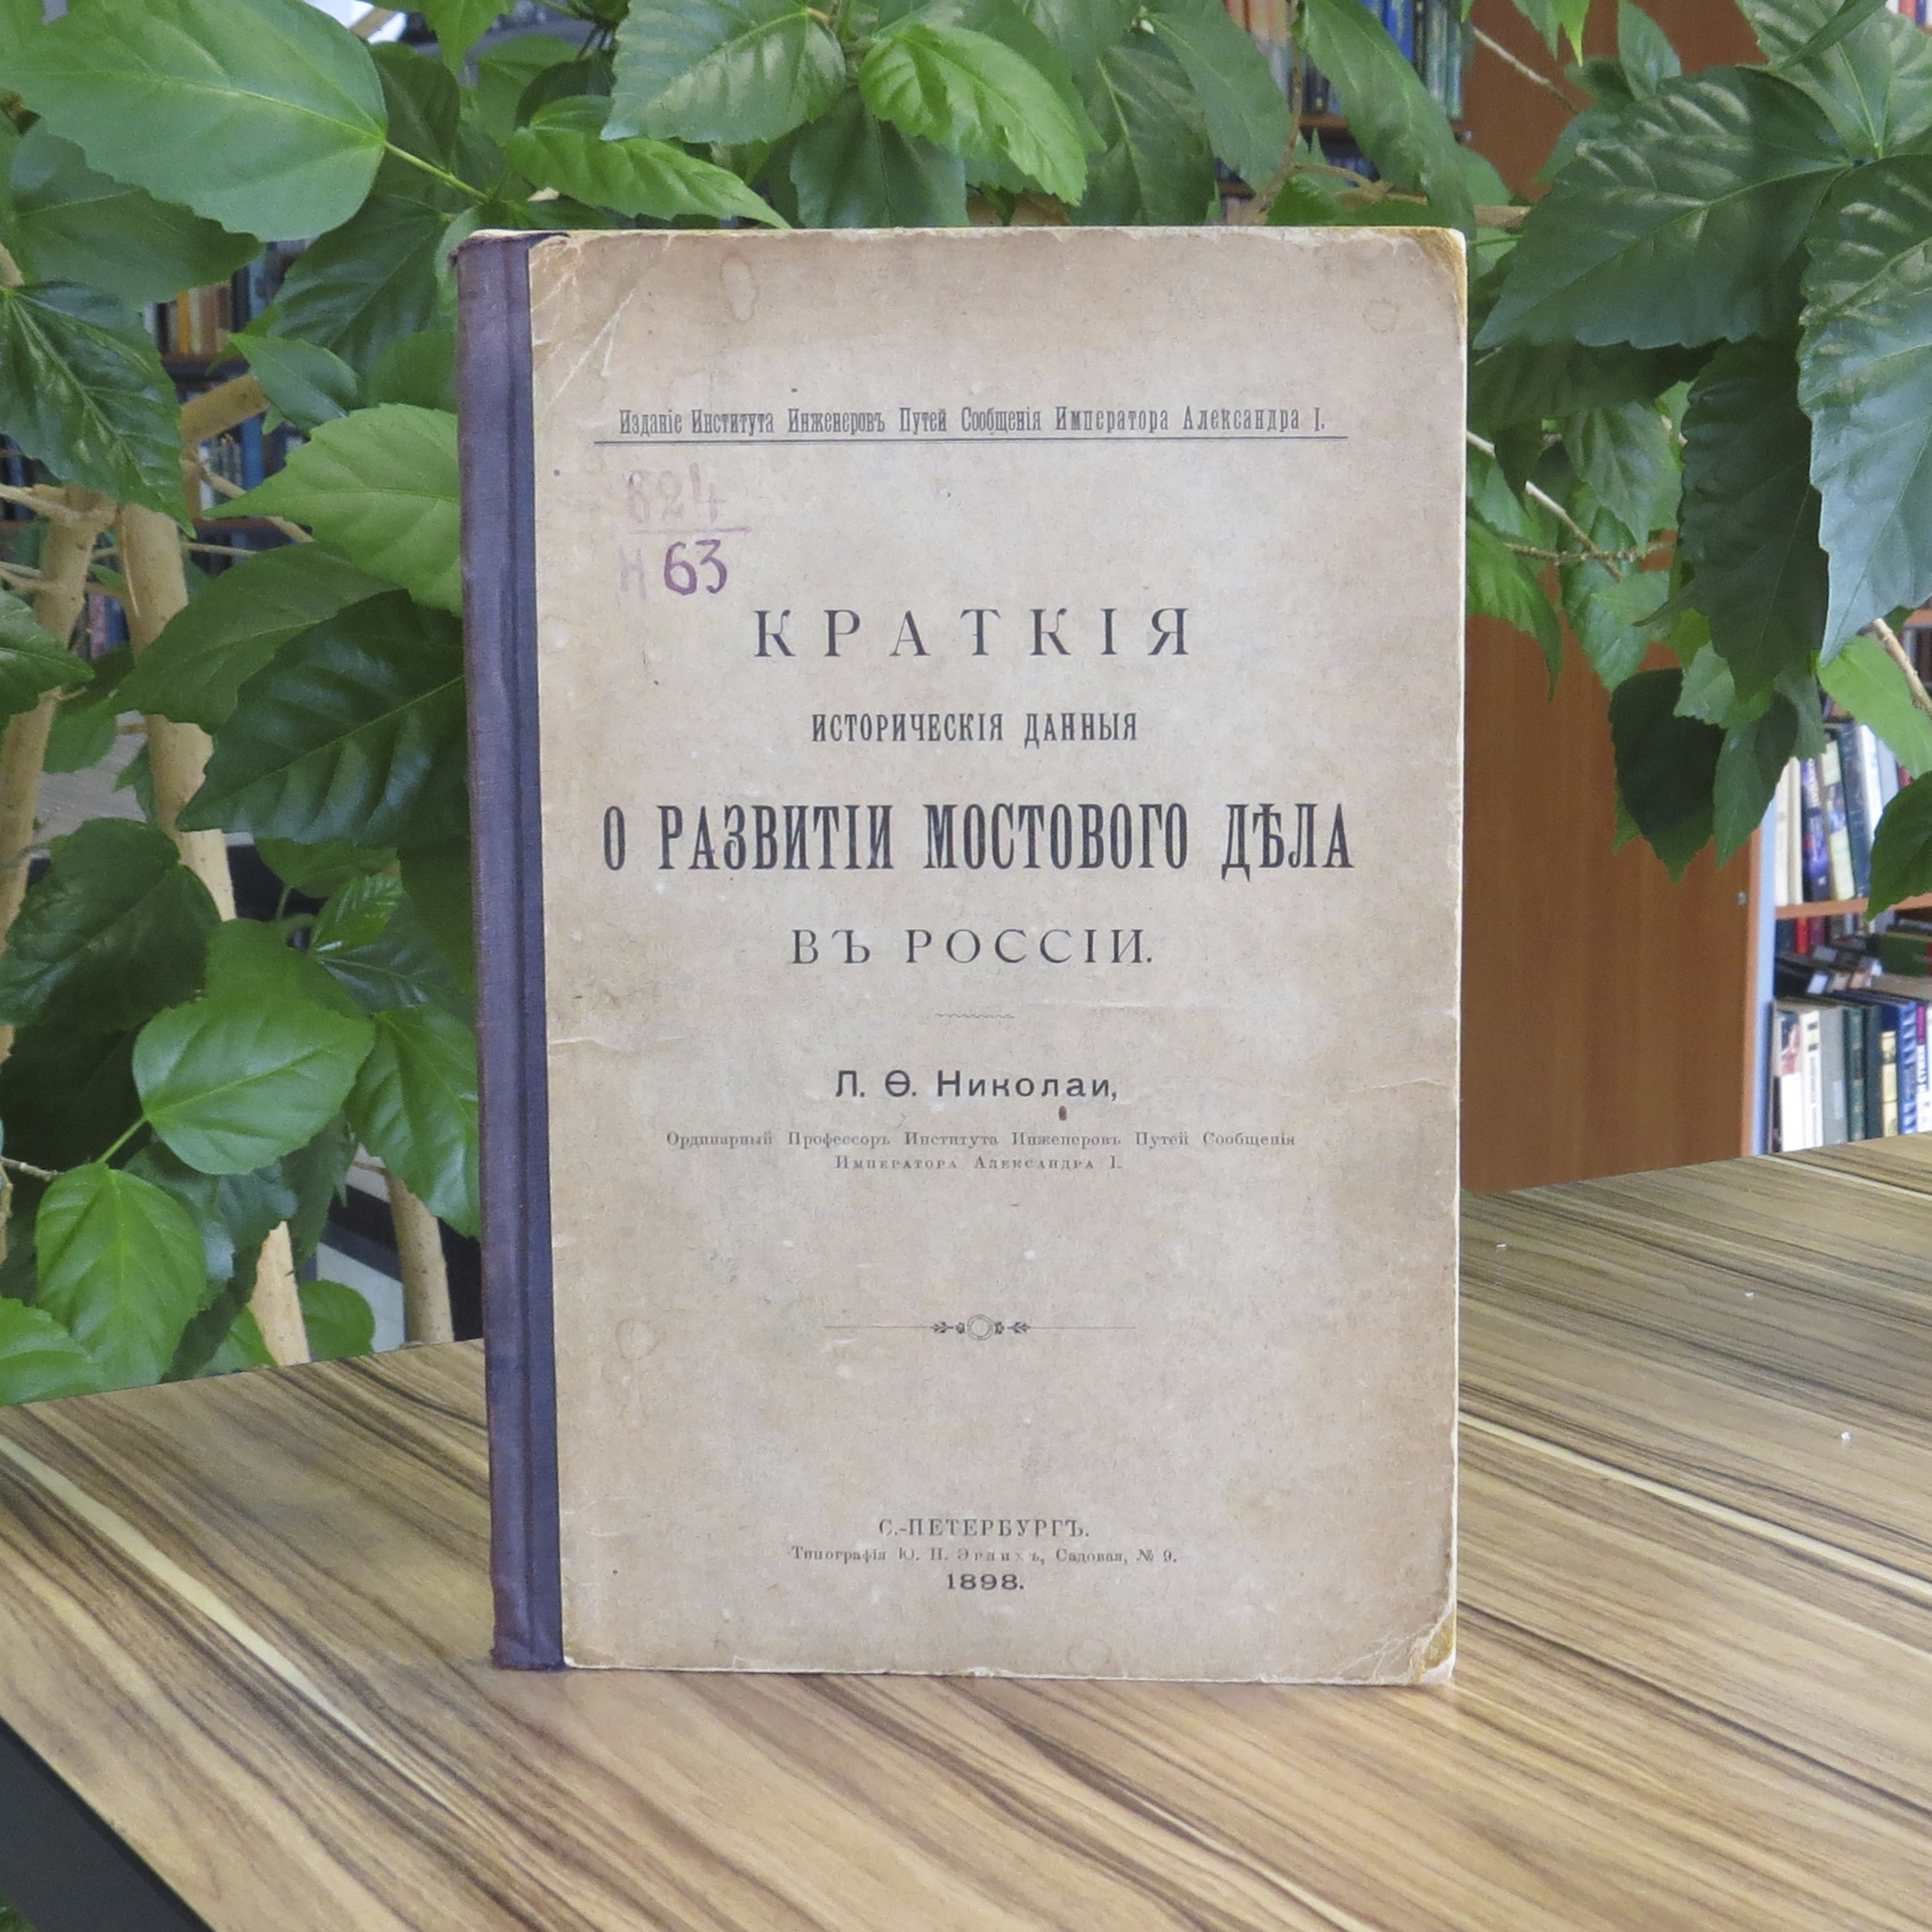 Изданіе Института Инженеровъ Путей Сообщенія Императора Александра I.
624
Н 63
КРАТКІЯ
ИСТОРИЧЕСКІЯ ДАННЫЯ
О РАЗВИТІИ МОСТОВОГО ДѢЛА
ВЪ РОССІИ.
Л. Ѳ. Николаи,
Ординарный Профессоръ Института Инженеровъ Путей Сообщенія
Императора Александра I.
С.-ПЕТЕРБУРГЪ.
Типографія Ю. Н. Эрлихъ, Садовая, № 9.
1898.